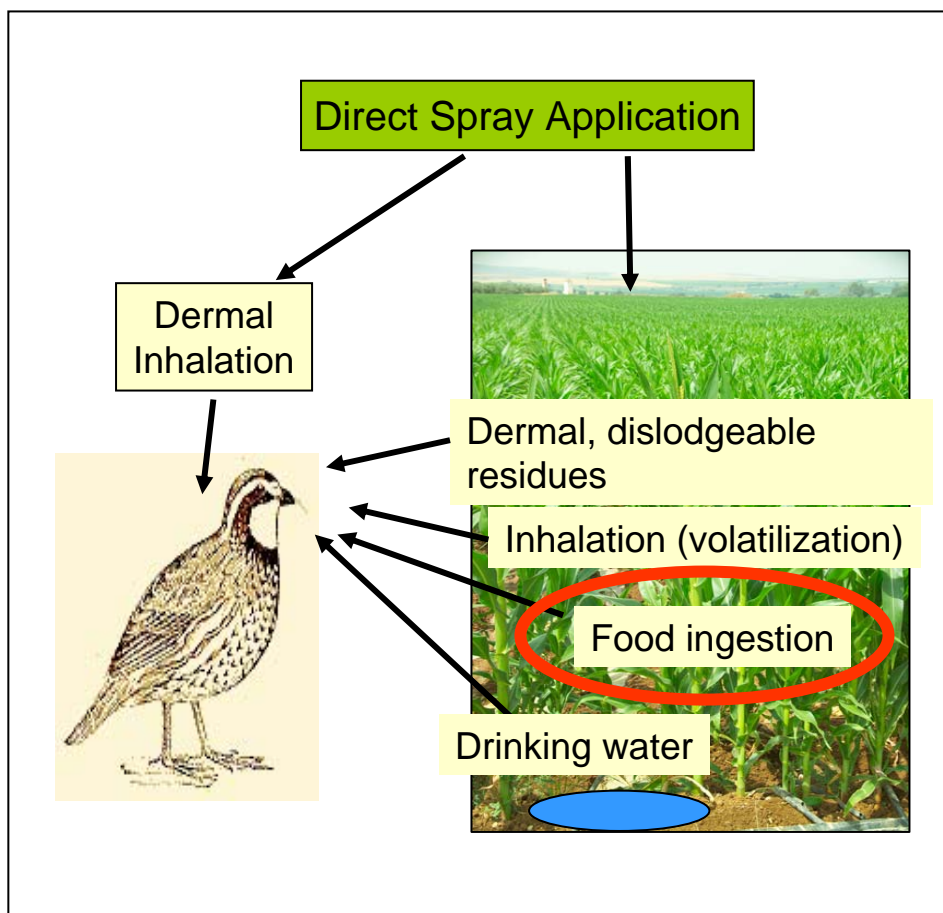 Direct Spray Application
Dermal
Inhalation
Dermal, dislodgeable
residues
Inhalation (volatilization)
Food ingestion
Drinking water